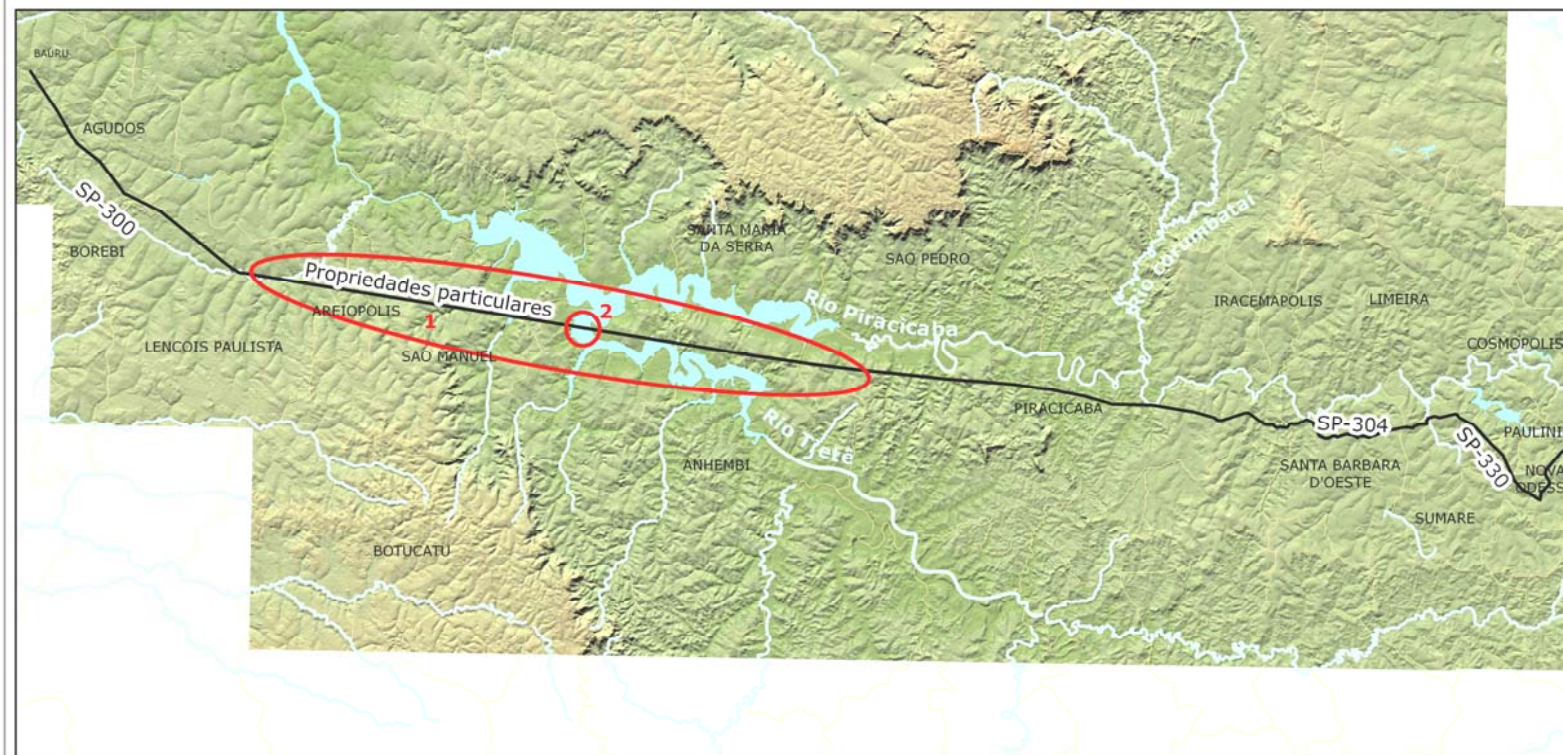 BAURU
AGUDOS
SP-300
BOREBI
LENCOIS PAULISTA
Propriedades particulares
AREIOPOLIS
1
SAO MANUEL
2
SANTA MARIA
DA SERRA
SAO PEDRO
Rio Piracicaba
Rio corumbatai
IRACEMAPOLIS
LIMEIRA
COSMOPOLIS
PIRACICABA
SP-304
SP-330
PAULINI
NOVA
ODESS
SANTA BARBARA
D'OESTE
SUMARE
Rio Tietê
ANHEMBI
BOTUCATU